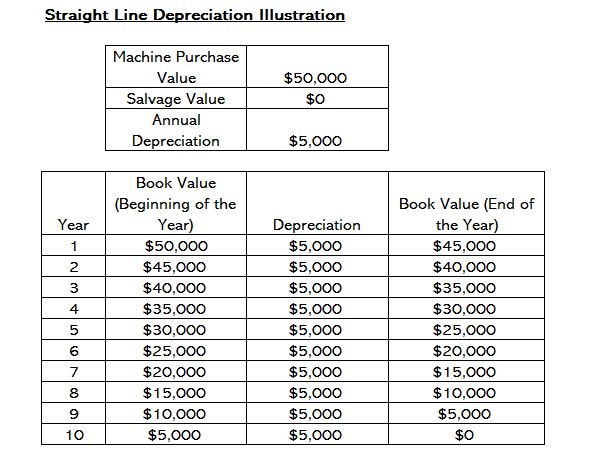 Straight Line Depreciation Illustration
Machine Purchase
Value $50,000
Salvage Value $0
Annual
Depreciation $5,000
Book Value
(Beginning of the Book Value (End of
Year Year) Depreciation the Year)
1 $50,000 $5,000 $45,000
2 $45,000 $5,000 $40,000
3 $40,000 $5,000 $35,000
4 $35,000 $5,000 $30,000
5 $30,000 $5,000 $25,000
6 $25,000 $5,000 $20,000
7 $20,000 $5,000 $15,000
8 $15,000 $5,000 $10,000
9 $10,000 $5,000 $5,000
10 $5,000 $5,000 $0